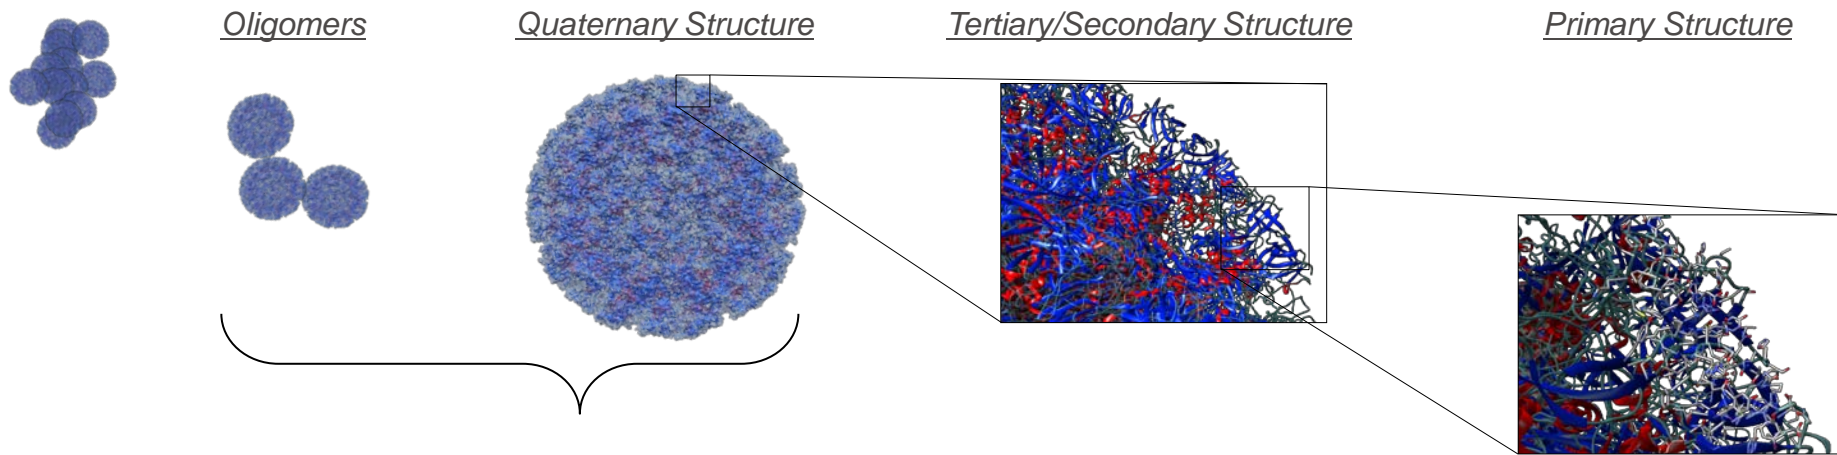 Oligomers
Quaternary Structure
Tertiary/Secondary Structure
Primary Structure